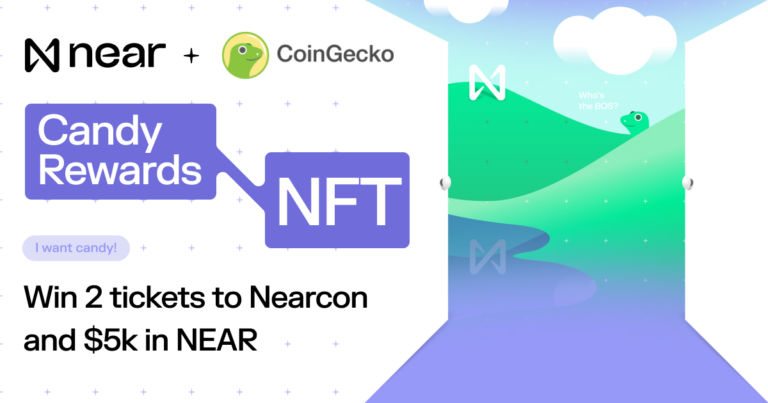 near + CoinGecko
Candy
Rewards
NFT
I want candy!
Win 2 tickets to Nearcon
and $5k in NEAR
Who's
the BOS?